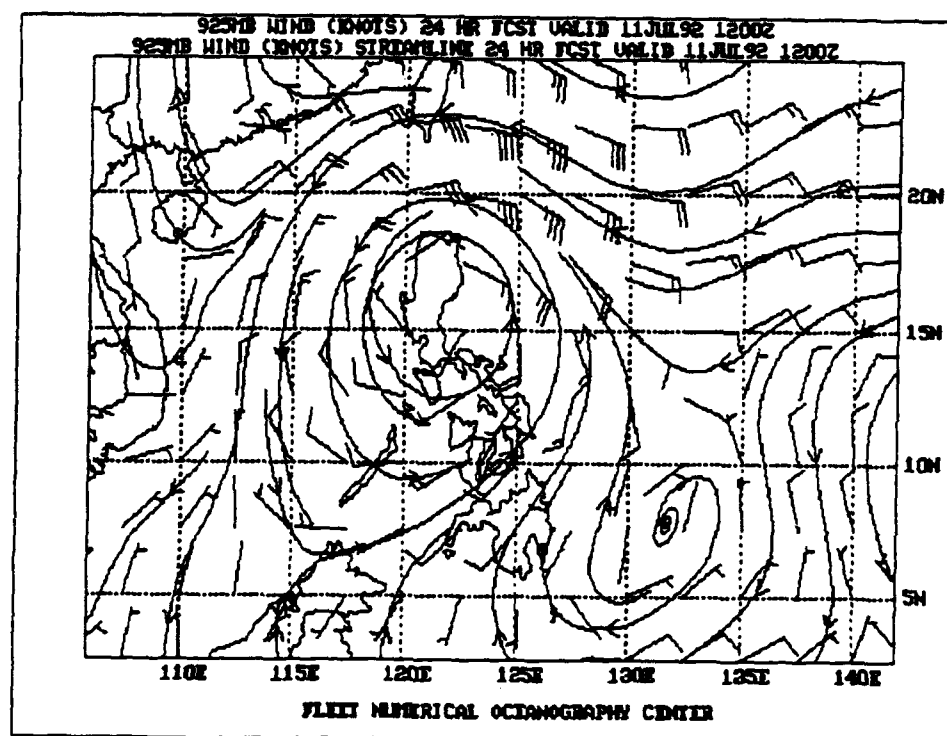 925MB WIND (KNOTS) 24 HR FCST VALID 11JUL92 1200Z
925MB WIND (KNOTS) STREAMLINE 24 HR FCST VALID 11JUL92 1200Z
20N
15N
10N
5N
110E 115E 120E 125E 130E 135E 140E
FLEET NUMERICAL OCEANOGRAPHY CENTER